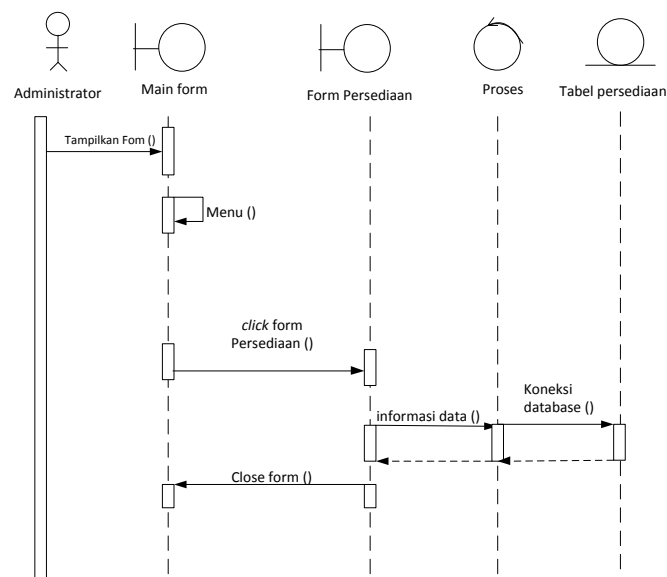 Administrator
Main form
Form Persediaan
Proses
Tabel persediaan
Tampilkan Fom ()
Menu ()
click form
Persediaan ()
Koneksi
database ()
informasi data ()
Close form ()